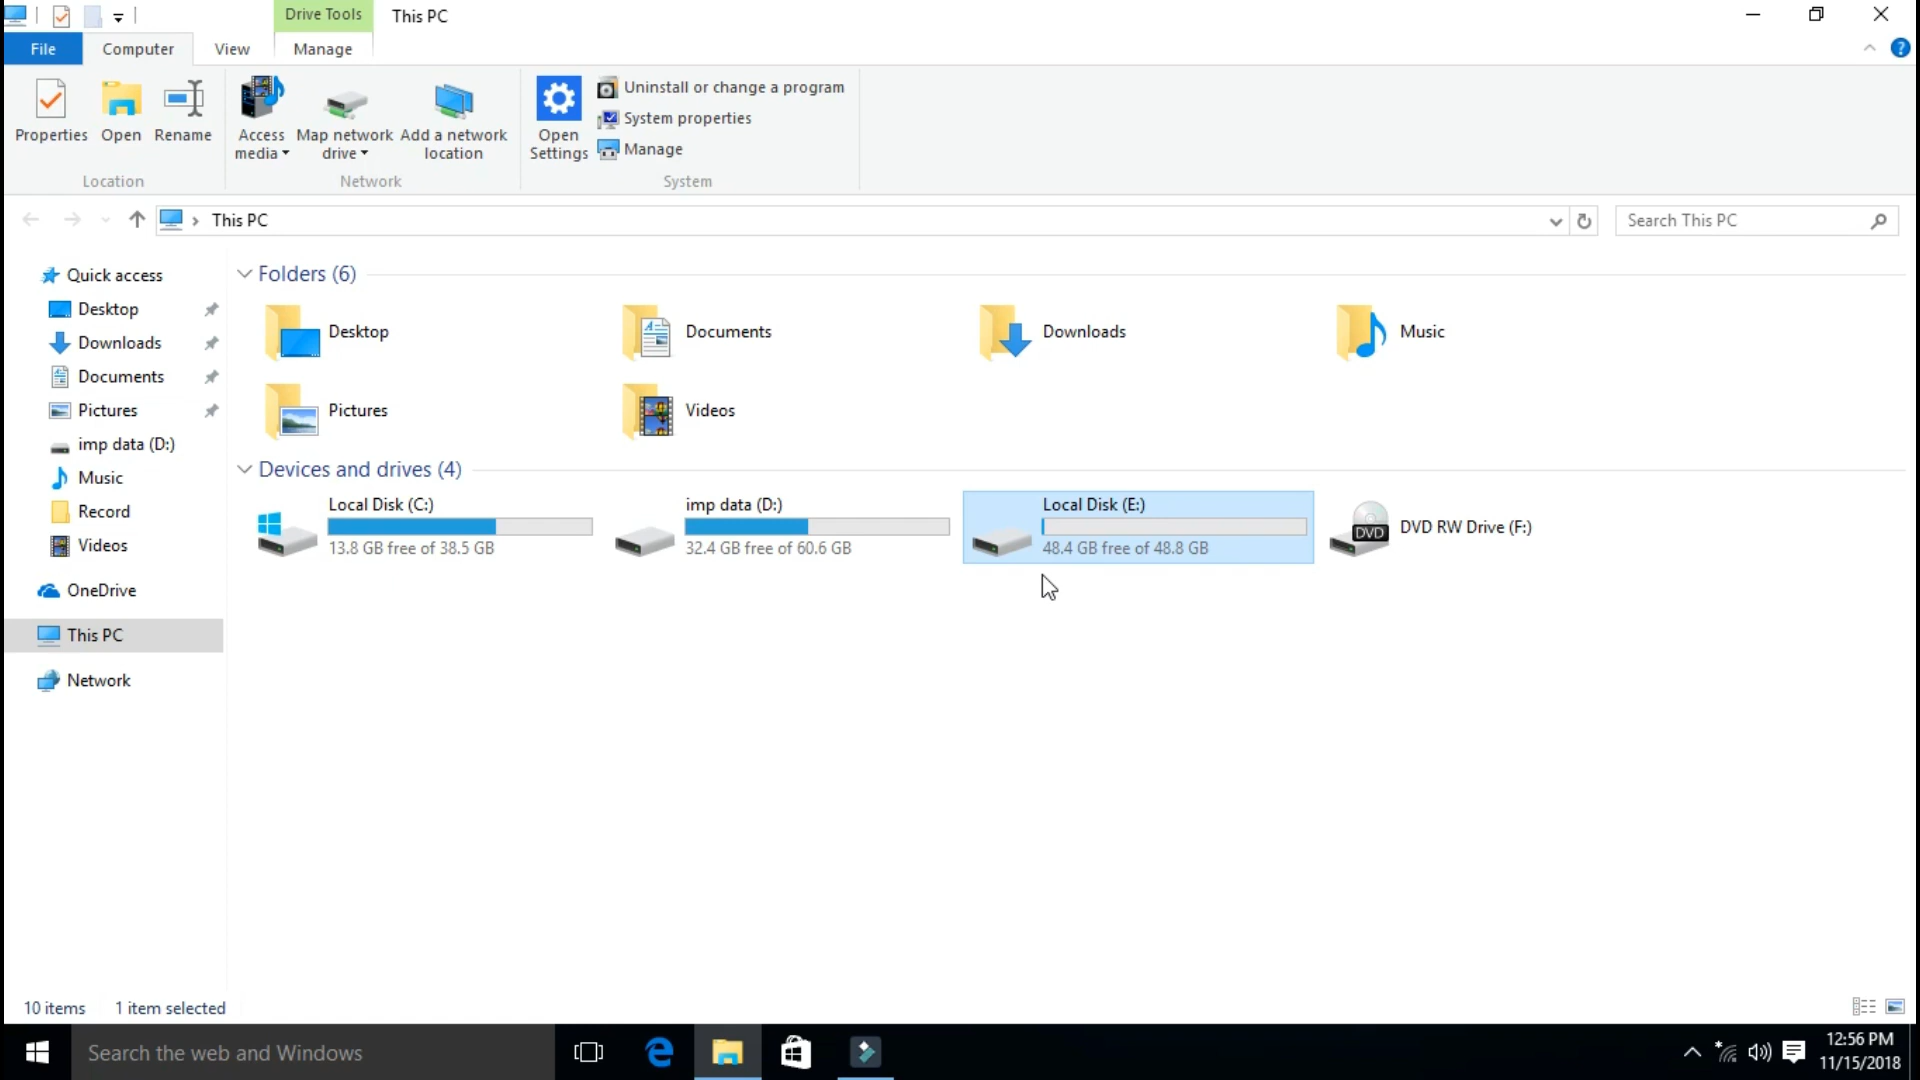 Drive Tools
This PC
File
Computer
View
Manage
Properties
Open
Rename
Access
media
Map network
drive
Add a network
location
Open
Settings
Uninstall or change a program
System properties
Manage
Location
Network
System
This PC
Search This PC
Quick access
Desktop
Downloads
Documents
Pictures
imp data (D:)
Music
Record
Videos
OneDrive
This PC
Network
Folders (6)
Desktop
Documents
Downloads
Music
Pictures
Videos
Devices and drives (4)
Local Disk (C:)
13.8 GB free of 38.5 GB
imp data (D:)
32.4 GB free of 60.6 GB
Local Disk (E:)
48.4 GB free of 48.8 GB
DVD
DVD RW Drive (F:)
10 items
1 item selected
Search the web and Windows
12:56 PM
11/15/2018